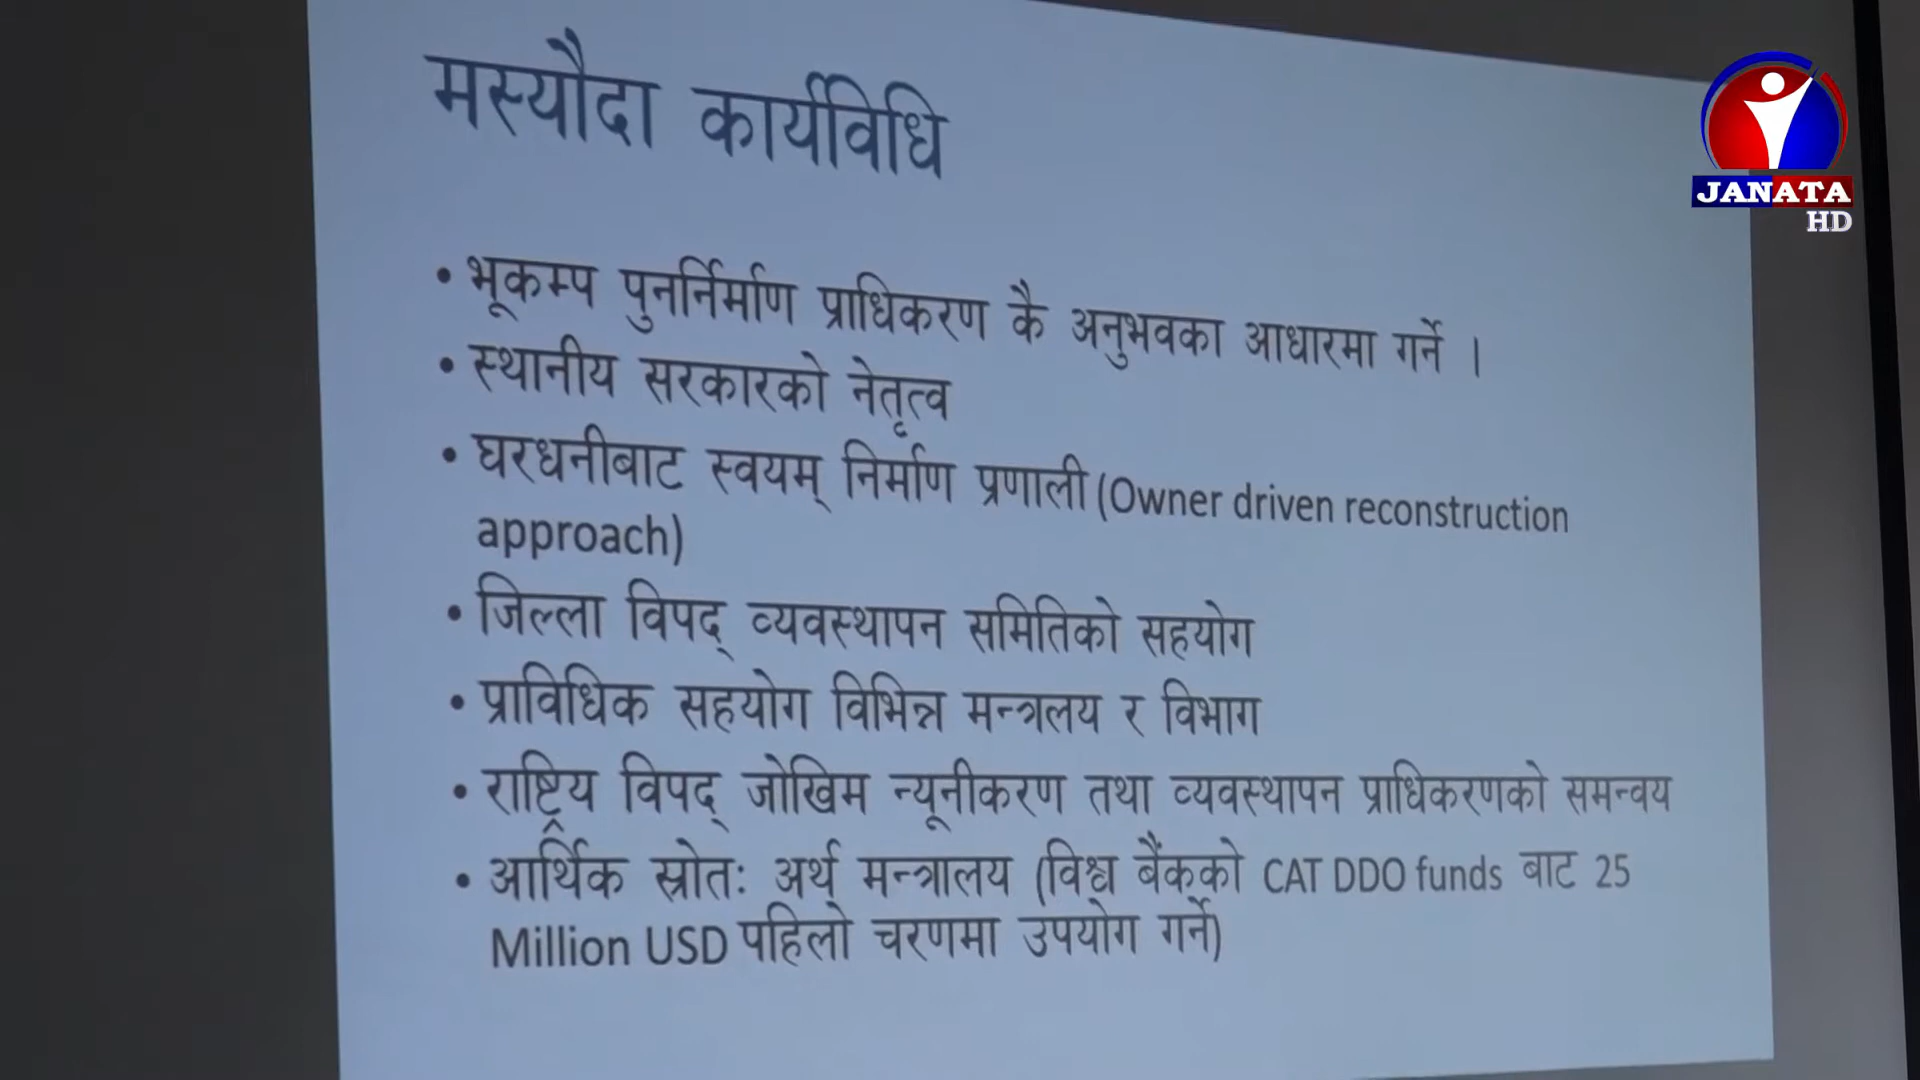 मस्यौदा कार्यविधि
JANATA
HD
• भूकम्प पुनर्निर्माण प्राधिकरण कै अनुभवका आधारमा गर्ने ।
• स्थानीय सरकारको नेतृत्व
• घरधनीबाट स्वयम् निर्माण प्रणाली (Owner driven reconstruction
approach)
• जिल्ला विपद् व्यवस्थापन समितिको सहयोग
• प्राविधिक सहयोग विभिन्न मन्त्रलय र विभाग
• राष्ट्रिय विपद् जोखिम न्यूनीकरण तथा व्यवस्थापन प्राधिकरणको समन्वय
• आर्थिक स्रोतः अर्थ मन्त्रालय (विश्व बैंकको CAT DDO funds बाट 25
Million USD पहिलो चरणमा उपयोग गर्ने)